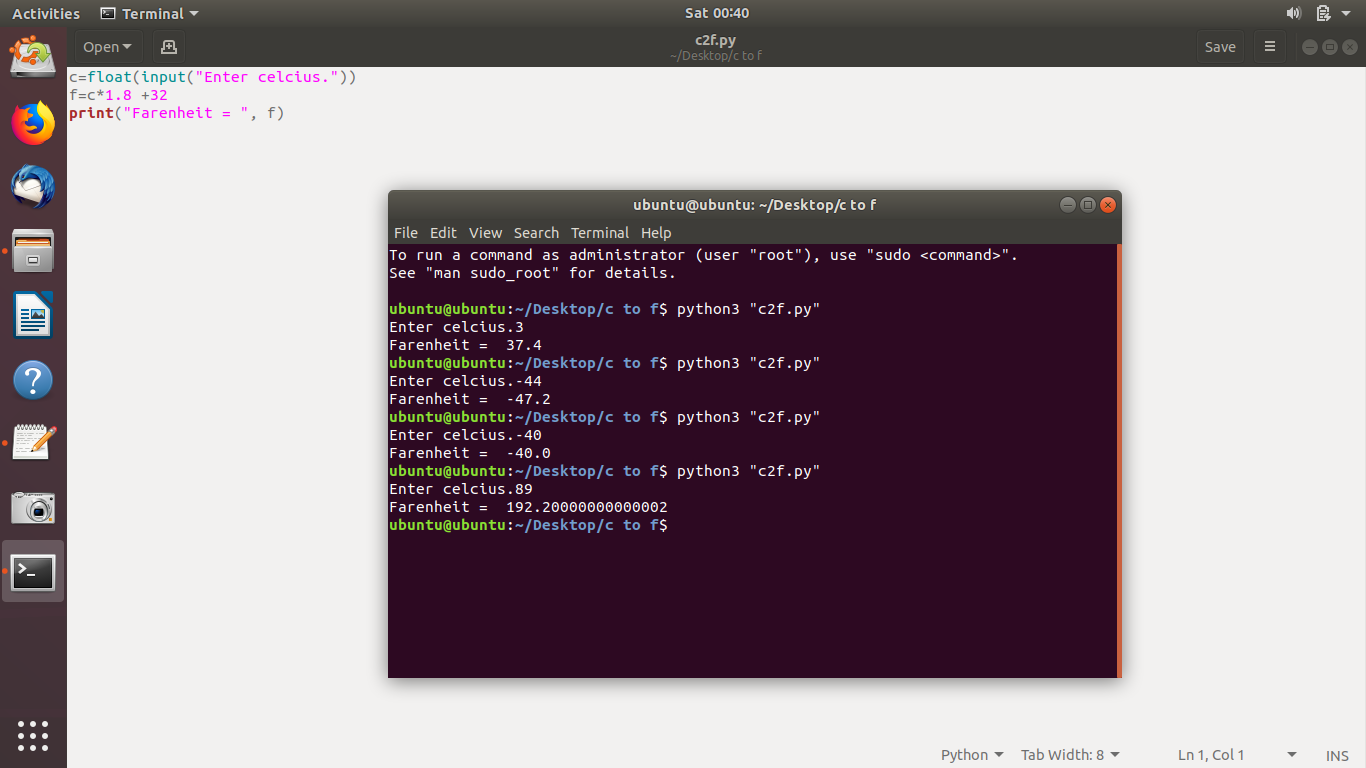 Activities Terminal Sat 00:40
Open c2f.py Save
~/Desktop/c to f
c=float(input("Enter celcius."))
f=c*1.8 +32
print("Farenheit = ", f)
ubuntu@ubuntu: ~/Desktop/c to f
File Edit View Search Terminal Help
To run a command as administrator (user "root"), use "sudo <command>".
See "man sudo_root" for details.
ubuntu@ubuntu:~/Desktop/c to f$ python3 "c2f.py"
Enter celcius.3
Farenheit =  37.4
ubuntu@ubuntu:~/Desktop/c to f$ python3 "c2f.py"
Enter celcius.-44
Farenheit =  -47.2
ubuntu@ubuntu:~/Desktop/c to f$ python3 "c2f.py"
Enter celcius.-40
Farenheit =  -40.0
ubuntu@ubuntu:~/Desktop/c to f$ python3 "c2f.py"
Enter celcius.89
Farenheit =  192.20000000000002
ubuntu@ubuntu:~/Desktop/c to f$
Python Tab Width: 8 Ln 1, Col 1 INS